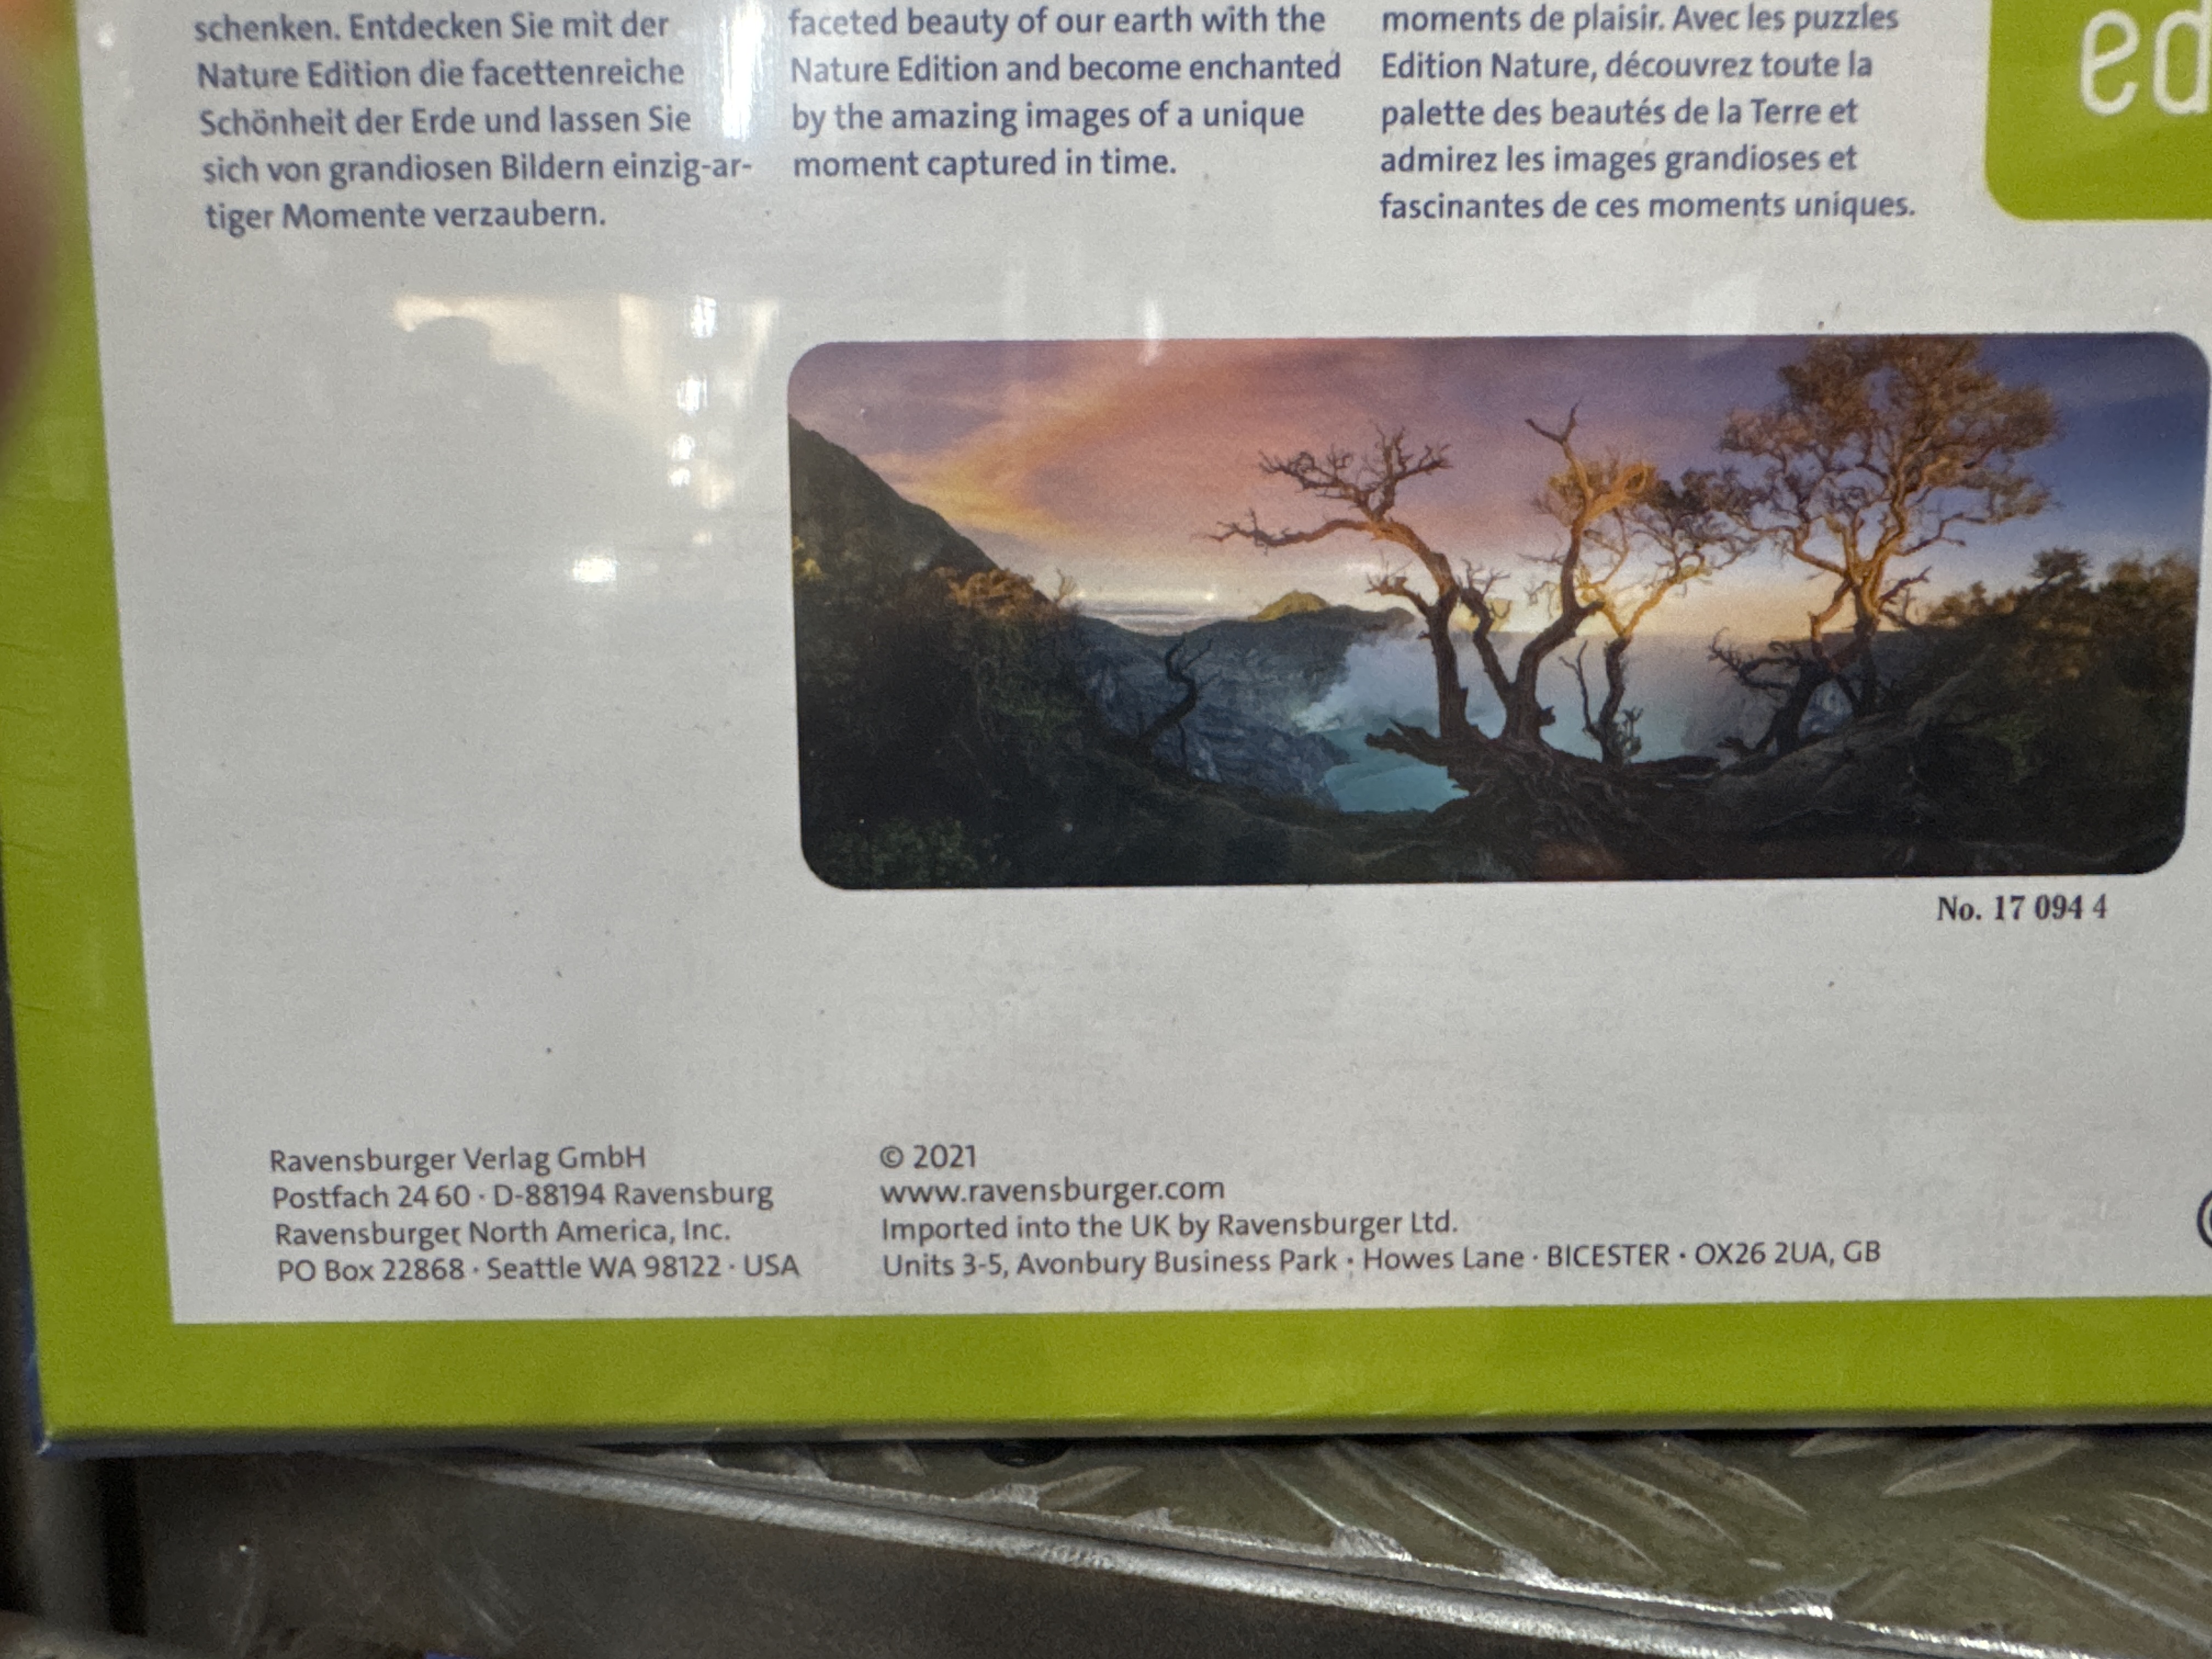 schenken. Entdecken Sie mit der
Nature Edition die facettenreiche
Schönheit der Erde und lassen Sie
sich von grandiosen Bildern einzig-ar-
tiger Momente verzaubern.
faceted beauty of our earth with the
Nature Edition and become enchanted
by the amazing images of a unique
moment captured in time.
moments de plaisir. Avec les puzzles
Edition Nature, découvrez toute la
palette des beautés de la Terre et
admirez les images grandioses et
fascinantes de ces moments uniques.
ed
No. 17 094 4
Ravensburger Verlag GmbH
Postfach 24 60 · D-88194 Ravensburg
Ravensburger North America, Inc.
PO Box 22868 · Seattle WA 98122 · USA
© 2021
www.ravensburger.com
Imported into the UK by Ravensburger Ltd.
Units 3-5, Avonbury Business Park · Howes Lane · BICESTER · OX26 2UA, GB